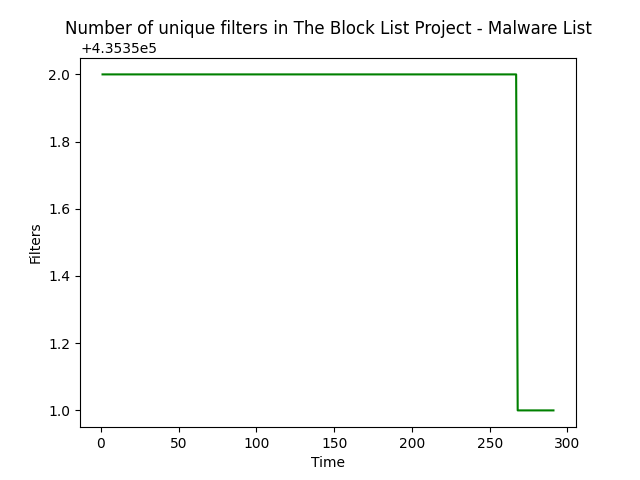 Number of unique filters in The Block List Project - Malware List
+4.3535e5
2.0
1.8
1.6
1.4
1.2
1.0
Filters
0 50 100 150 200 250 300
Time